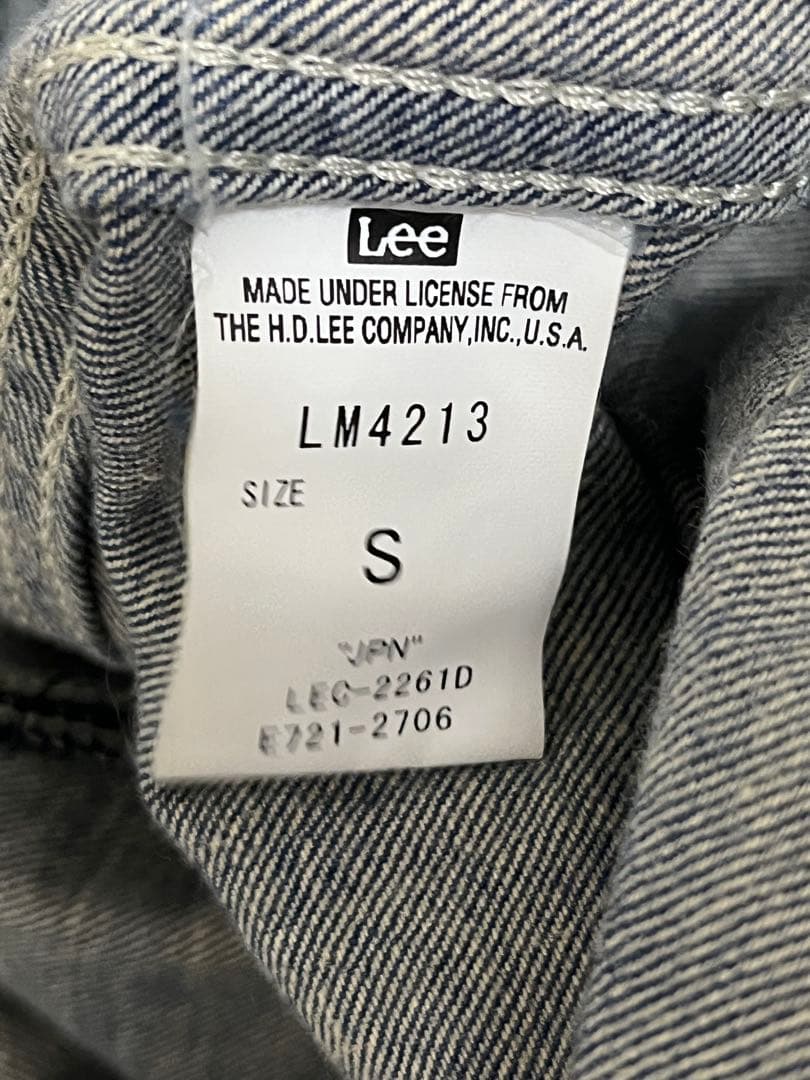 Lee
MADE UNDER LICENSE FROM
THE H.D.LEE COMPANY,INC.,U.S.A.
LM4213
SIZE
S
"JPN"
LEC-2261D
E721-2706